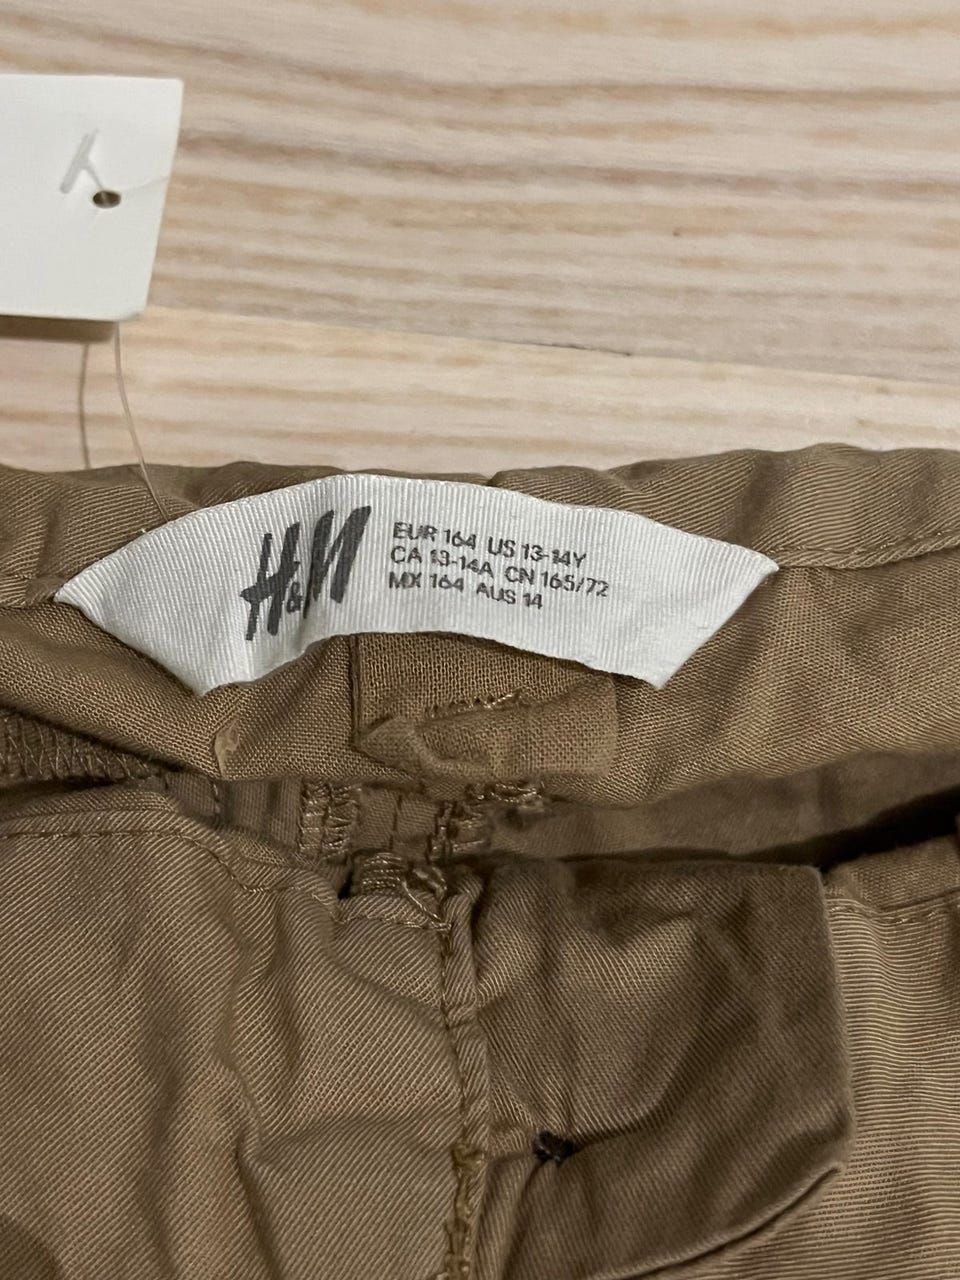 H&M
EUR 164 US 13-14Y
CA 13-14A CN 165/72
MX 164 AUS 14